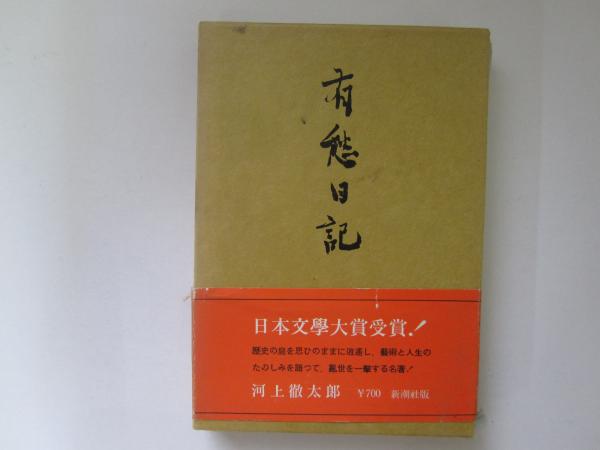 有愁日記
日本文學大賞受賞!
歴史の島を思ひのままに逍遙し、藝術と人生の
たのしみを語つて、亂世を一擊する名著!
河上徹太郎 ¥700 新潮社版